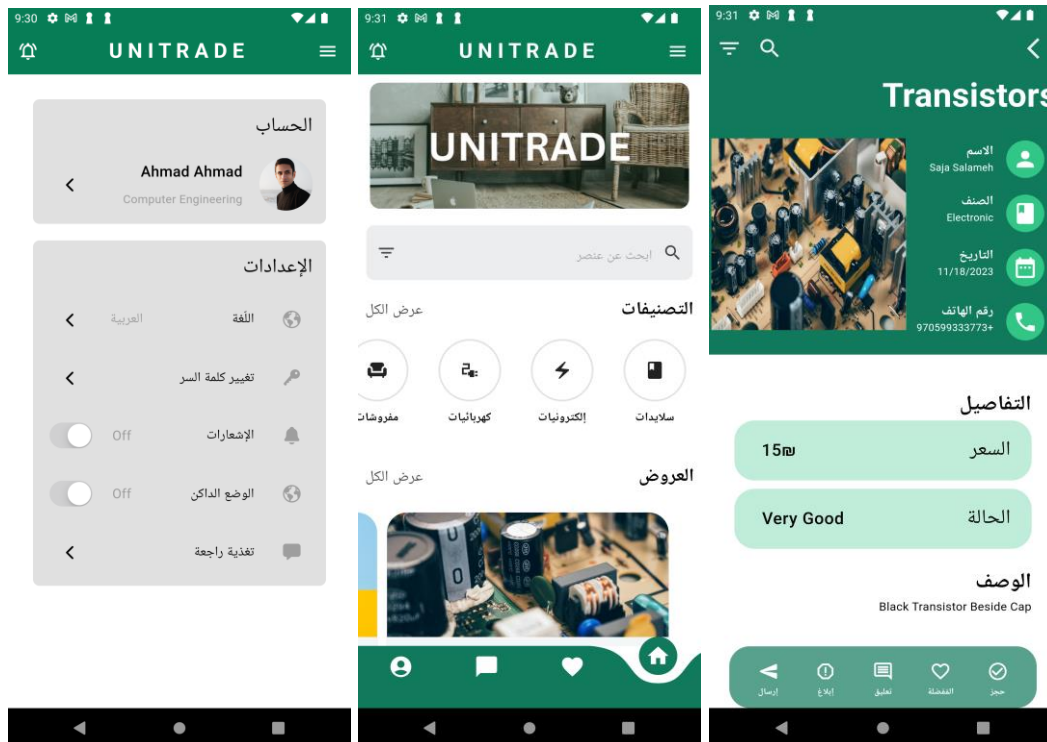 9:30
UNITRADE
الحساب
Ahmad Ahmad
Computer Engineering
الإعدادات
اللّغة العربية
تغيير كلمة السر
الإشعارات Off
الوضع الداكن Off
تغذية راجعة
9:31
UNITRADE
UNITRADE
ابحث عن عنصر
التصنيفات عرض الكل
سلايدات إلكترونيات كهربائيات مفروشات
العروض عرض الكل
9:31
Transistors
الاسم
Saja Salameh
الصنف
Electronic
التاريخ
11/18/2023
رقم الهاتف
970599333773+
التفاصيل
السعر 15₪
الحالة Very Good
الوصف
Black Transistor Beside Cap
حجز المفضلة تعليق إبلاغ إرسال